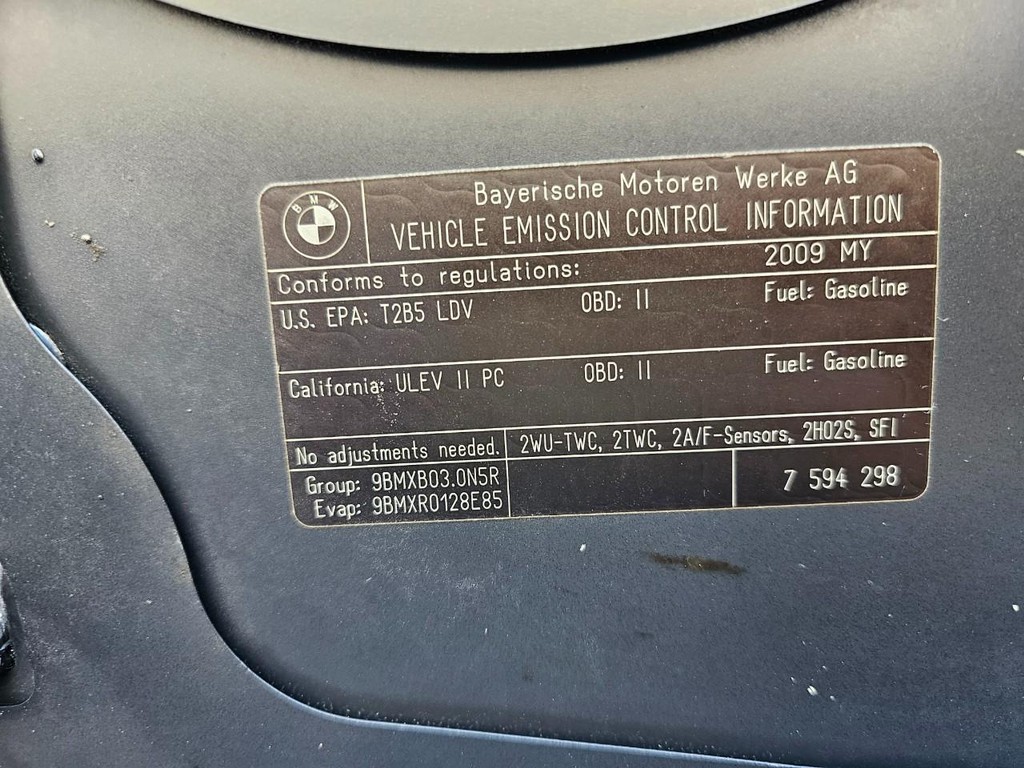 BMW
Bayerische Motoren Werke AG
VEHICLE EMISSION CONTROL INFORMATION
Conforms to regulations: 2009 MY
U.S. EPA: T2B5 LDV OBD: II Fuel: Gasoline
California: ULEV II PC OBD: II Fuel: Gasoline
No adjustments needed. 2WU-TWC, 2TWC, 2A/F-Sensors, 2HO2S, SFI
Group: 9BMXB03.0N5R
Evap: 9BMXR0128E85
7 594 298